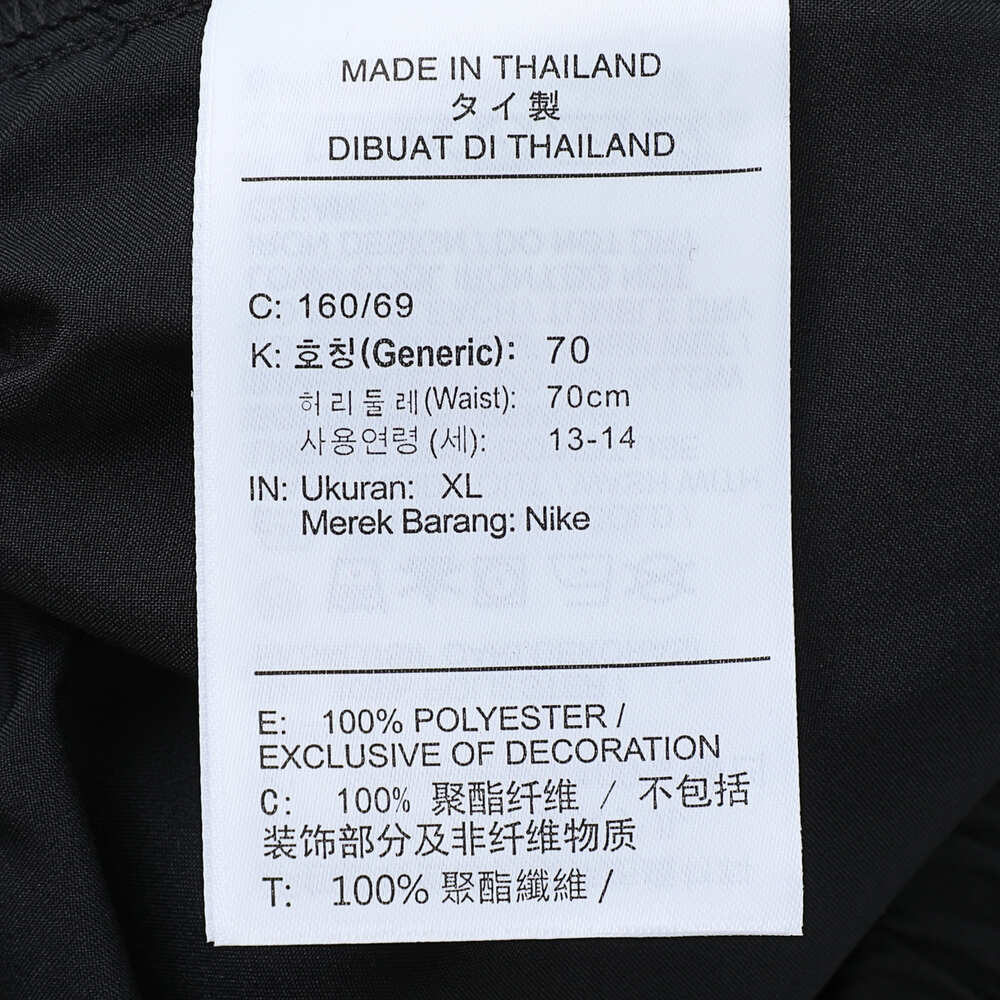 MADE IN THAILAND
タイ製
DIBUAT DI THAILAND
C: 160/69
K: 호칭(Generic): 70
허리둘레(Waist): 70cm
사용연령(세): 13-14
IN: Ukuran: XL
Merek Barang: Nike
E: 100% POLYESTER /
EXCLUSIVE OF DECORATION
C: 100% 聚酯纤维 / 不包括
装饰部分及非纤维物质
T: 100% 聚酯纖維 /